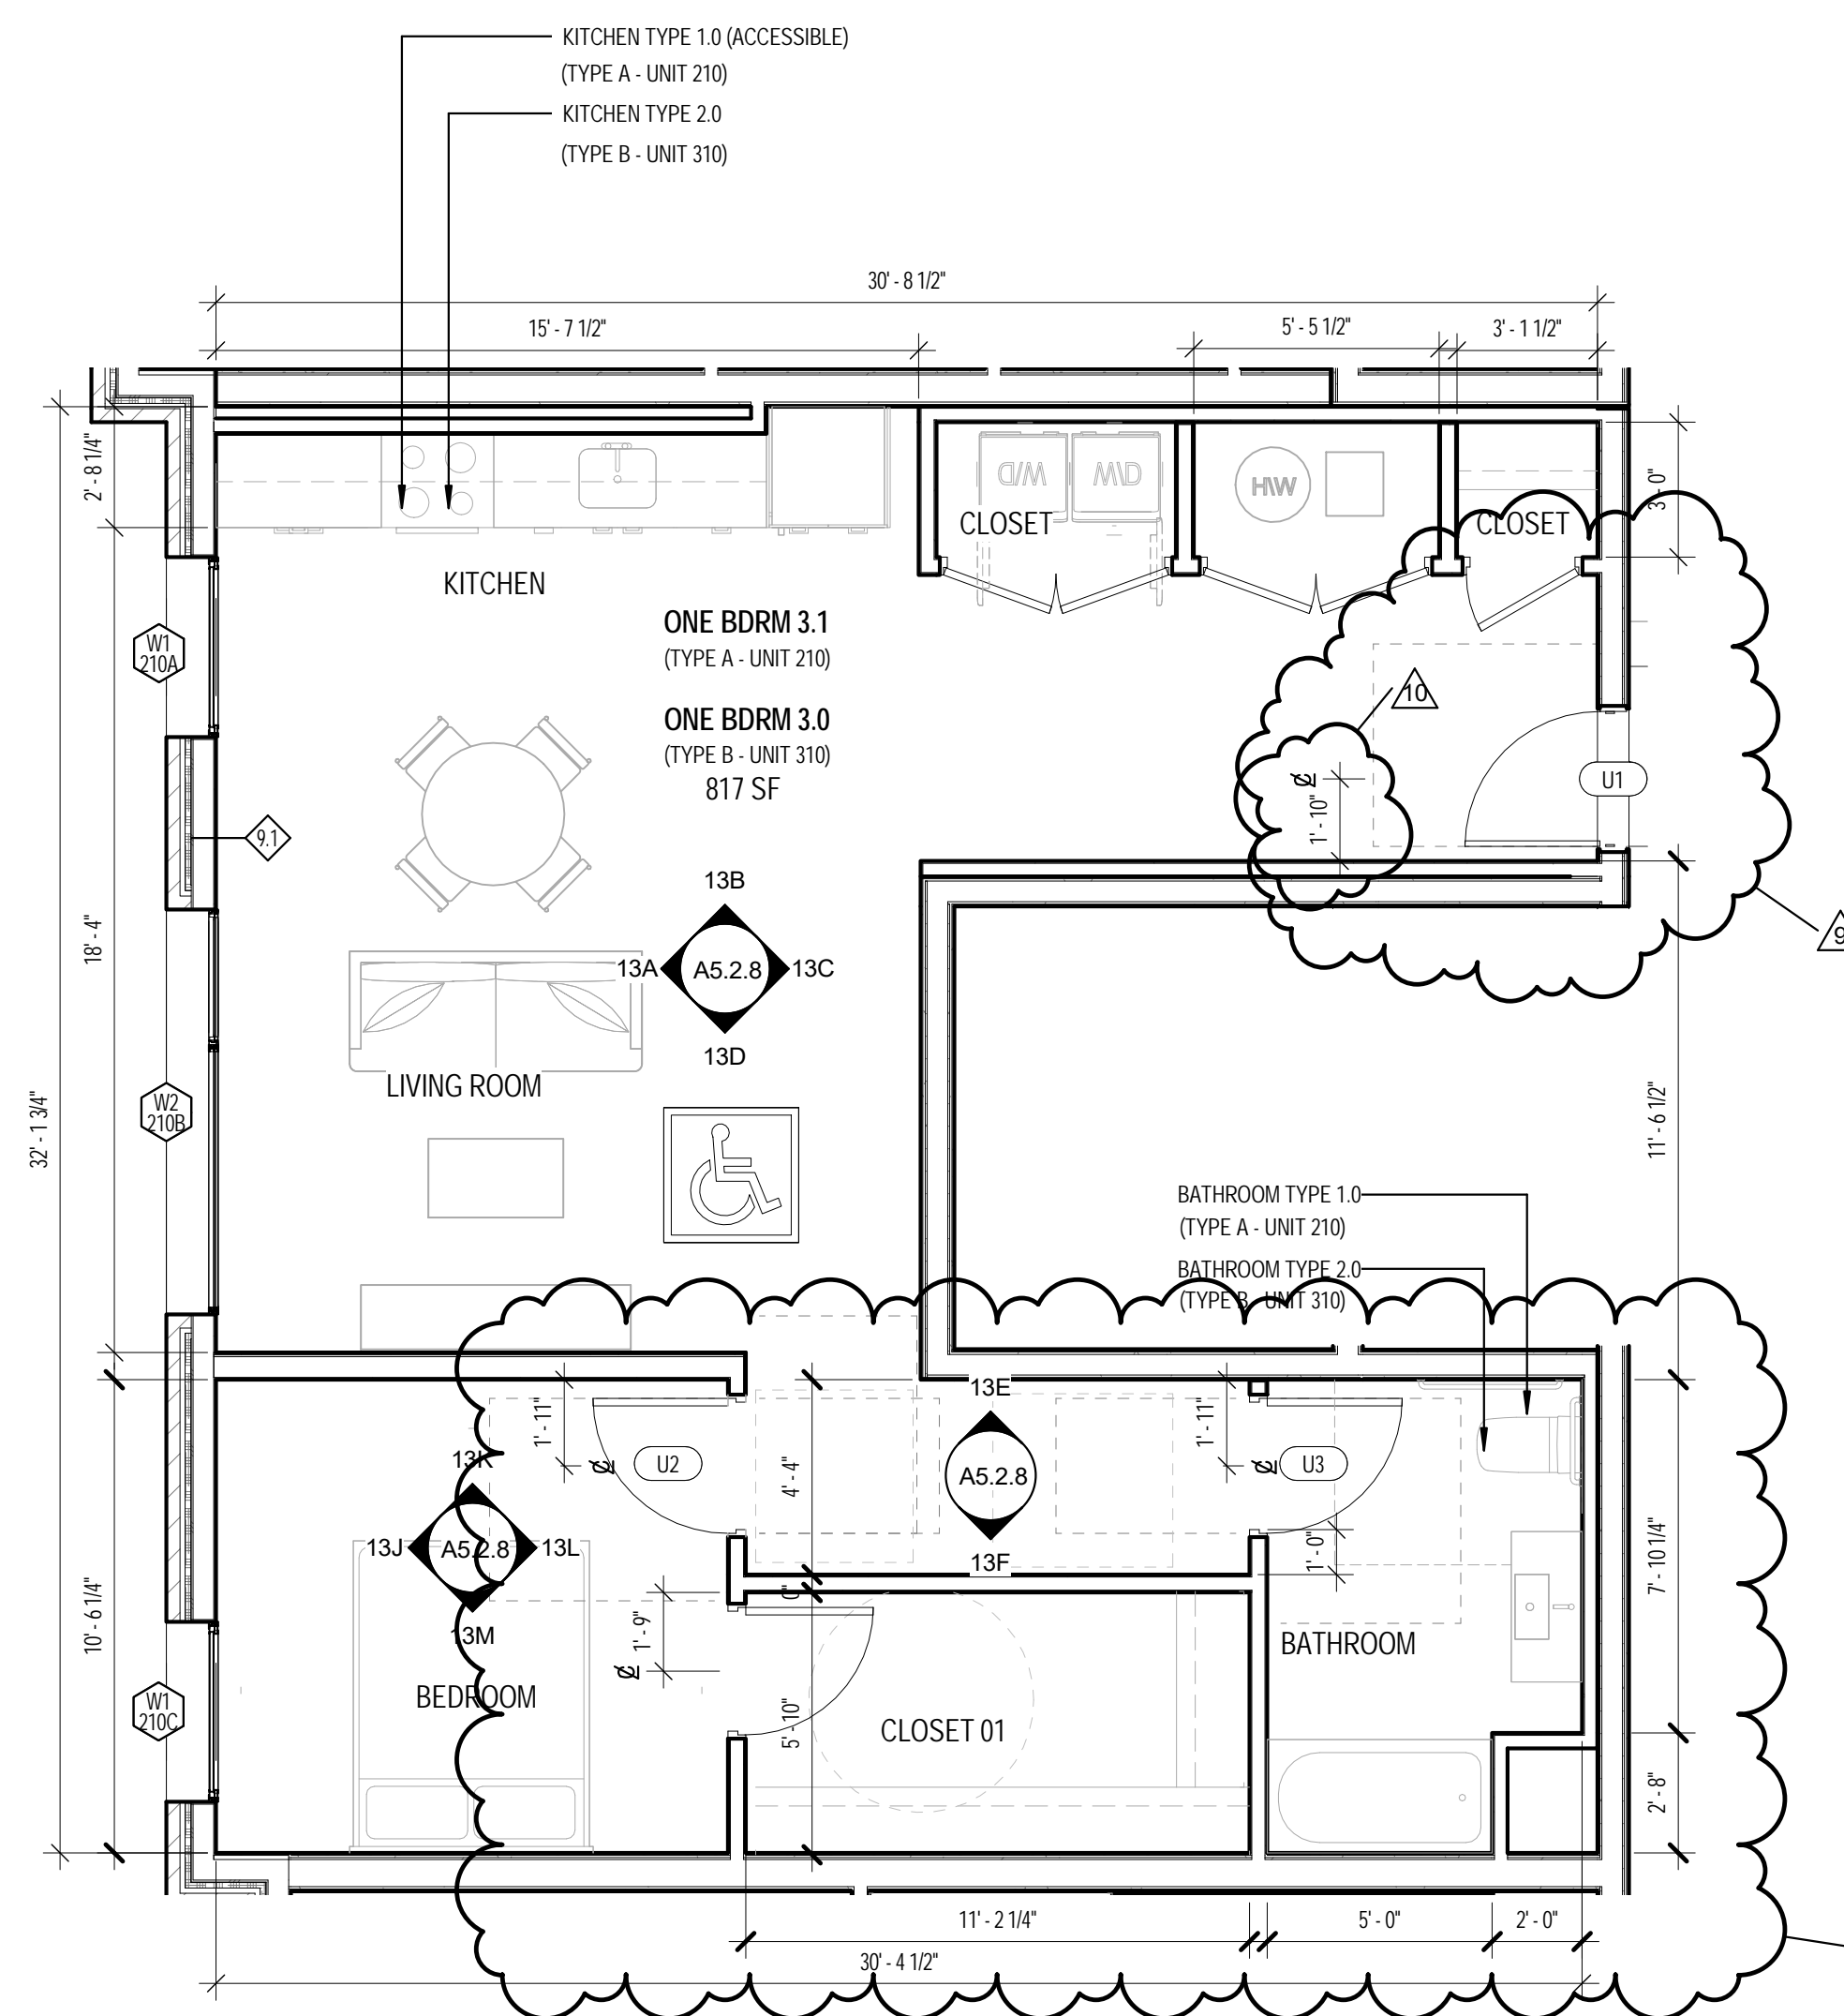 KITCHEN TYPE 1.0 (ACCESSIBLE)
(TYPE A - UNIT 210)
KITCHEN TYPE 2.0
(TYPE B - UNIT 310)
30' - 8 1/2"
15' - 7 1/2"
5' - 5 1/2"
3' - 1 1/2"
2' - 8 1/4"
3' - 0"
W/D
W/D
HW
CLOSET
CLOSET
KITCHEN
ONE BDRM 3.1
(TYPE A - UNIT 210)
ONE BDRM 3.0
(TYPE B - UNIT 310)
817 SF
W1
210A
10
U1
1' - 10"
9.1
9
13B
13A
A5.2.8
13C
13D
18' - 4"
LIVING ROOM
W2
210B
32' - 1 3/4"
11' - 6 1/2"
BATHROOM TYPE 1.0
(TYPE A - UNIT 210)
BATHROOM TYPE 2.0
(TYPE B - UNIT 310)
13E
A5.2.8
13F
1' - 11"
U2
4' - 4"
1' - 11"
U3
1' - 0"
13K
13J
A5.2.8
13L
13M
7' - 10 1/4"
10' - 6 1/4"
1' - 9"
BATHROOM
BEDROOM
W1
210C
5' - 10"
CLOSET 01
2' - 8"
11' - 2 1/4"
5' - 0"
2' - 0"
30' - 4 1/2"